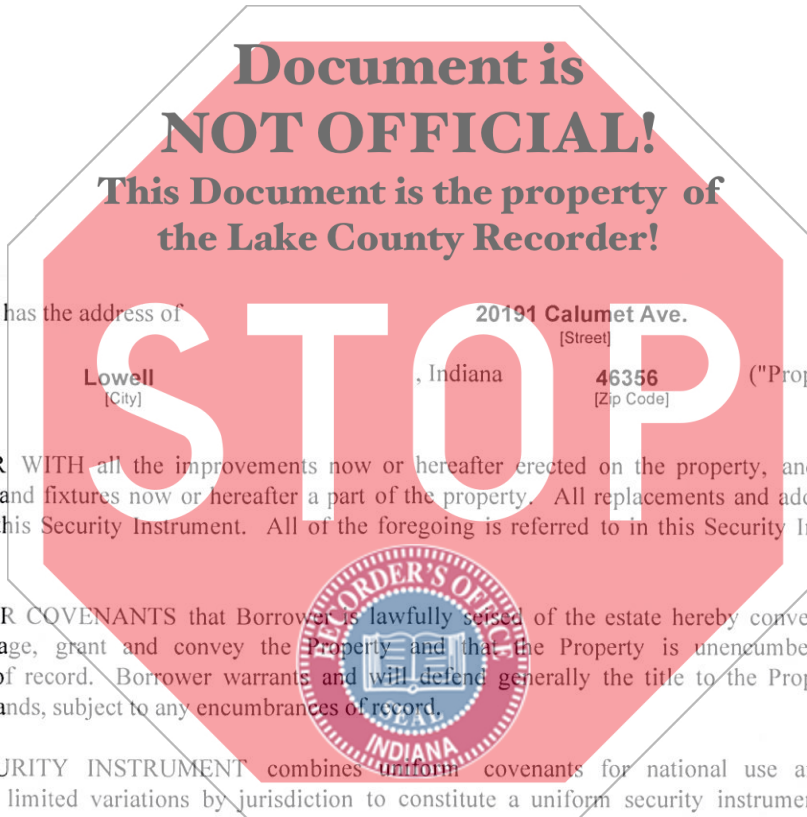 Document is
NOT OFFICIAL!
This Document is the property of
the Lake County Recorder!
STOP
has the address of 20191 Calumet Ave.
[Street]
Lowell , Indiana 46356 ("Prop
[City] [Zip Code]
R WITH all the improvements now or hereafter erected on the property, and
and fixtures now or hereafter a part of the property. All replacements and add
this Security Instrument. All of the foregoing is referred to in this Security In
RECORDER'S OFFICE
R COVENANTS that Borrower is lawfully seised of the estate hereby conve
age, grant and convey the Property and that the Property is unencumbe
of record. Borrower warrants and will defend generally the title to the Prop
ands, subject to any encumbrances of record.
SEAL
INDIANA
URITY INSTRUMENT combines uniform covenants for national use a
limited variations by jurisdiction to constitute a uniform security instrumen